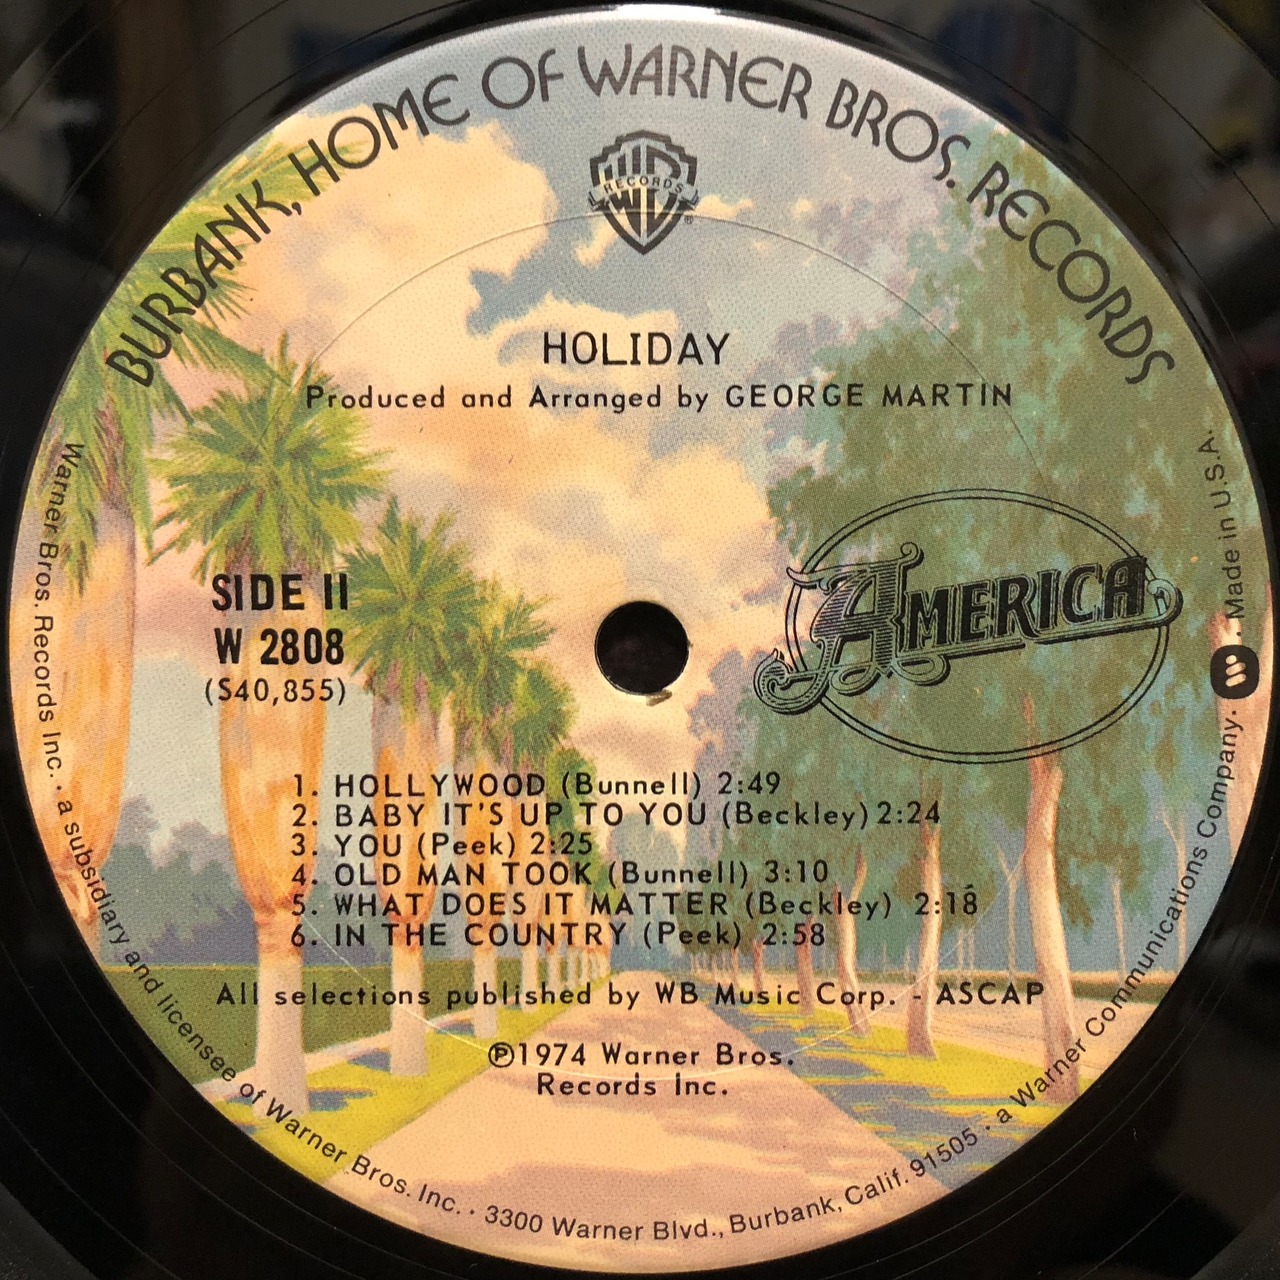 BURBANK, HOME OF WARNER BROS. RECORDS
WB
RECORDS
®
HOLIDAY
Produced and Arranged by GEORGE MARTIN
SIDE II
W 2808
(S40,855)
AMERICA
1. HOLLYWOOD (Bunnell) 2:49
2. BABY IT'S UP TO YOU (Beckley) 2:24
3. YOU (Peek) 2:25
4. OLD MAN TOOK (Bunnell) 3:10
5. WHAT DOES IT MATTER (Beckley) 2:18
6. IN THE COUNTRY (Peek) 2:58
All selections published by WB Music Corp. - ASCAP
℗1974 Warner Bros.
Records Inc.
Warner Bros. Records Inc. · a subsidiary and licensee of Warner Bros. Inc. · 3300 Warner Blvd., Burbank, Calif. 91505 · a Warner Communications Company. · Made in U.S.A.